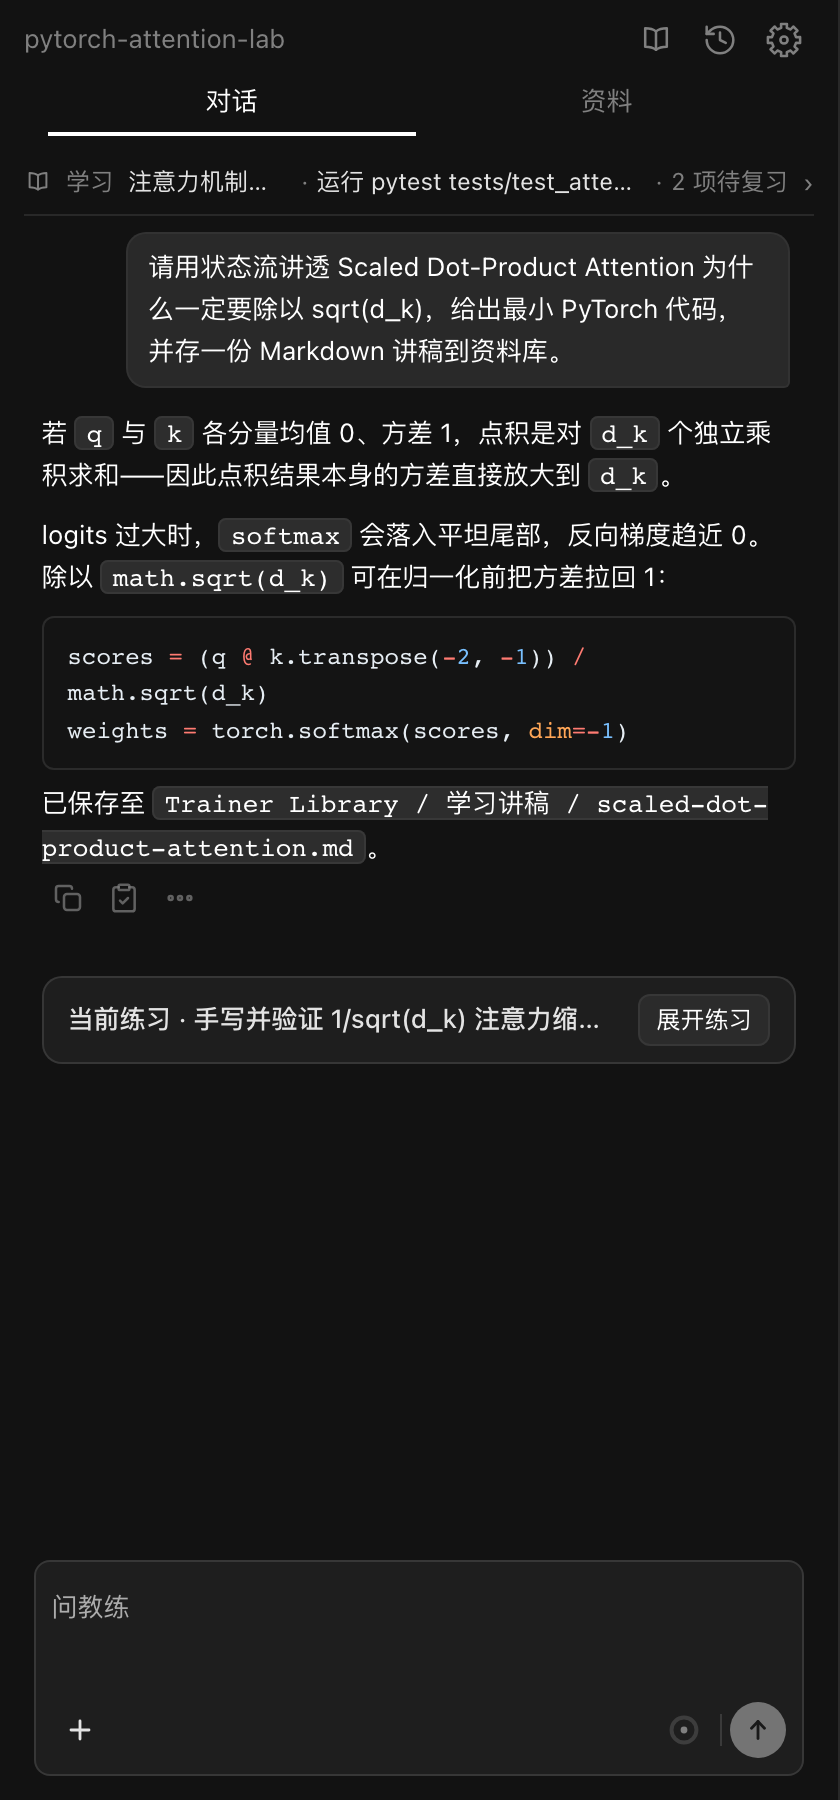 pytorch-attention-lab
对话
资料
学习 注意力机制... · 运行 pytest tests/test_atte... · 2 项待复习 ›
请用状态流讲透 Scaled Dot-Product Attention 为什
么一定要除以 sqrt(d_k)，给出最小 PyTorch 代码，
并存一份 Markdown 讲稿到资料库。
若 q 与 k 各分量均值 0、方差 1，点积是对 d_k 个独立乘
积求和——因此点积结果本身的方差直接放大到 d_k。
logits 过大时，softmax 会落入平坦尾部，反向梯度趋近 0。
除以 math.sqrt(d_k) 可在归一化前把方差拉回 1：
scores = (q @ k.transpose(-2, -1)) /
math.sqrt(d_k)
weights = torch.softmax(scores, dim=-1)
已保存至 Trainer Library / 学习讲稿 / scaled-dot-
product-attention.md。
当前练习 · 手写并验证 1/sqrt(d_k) 注意力缩...
展开练习
问教练